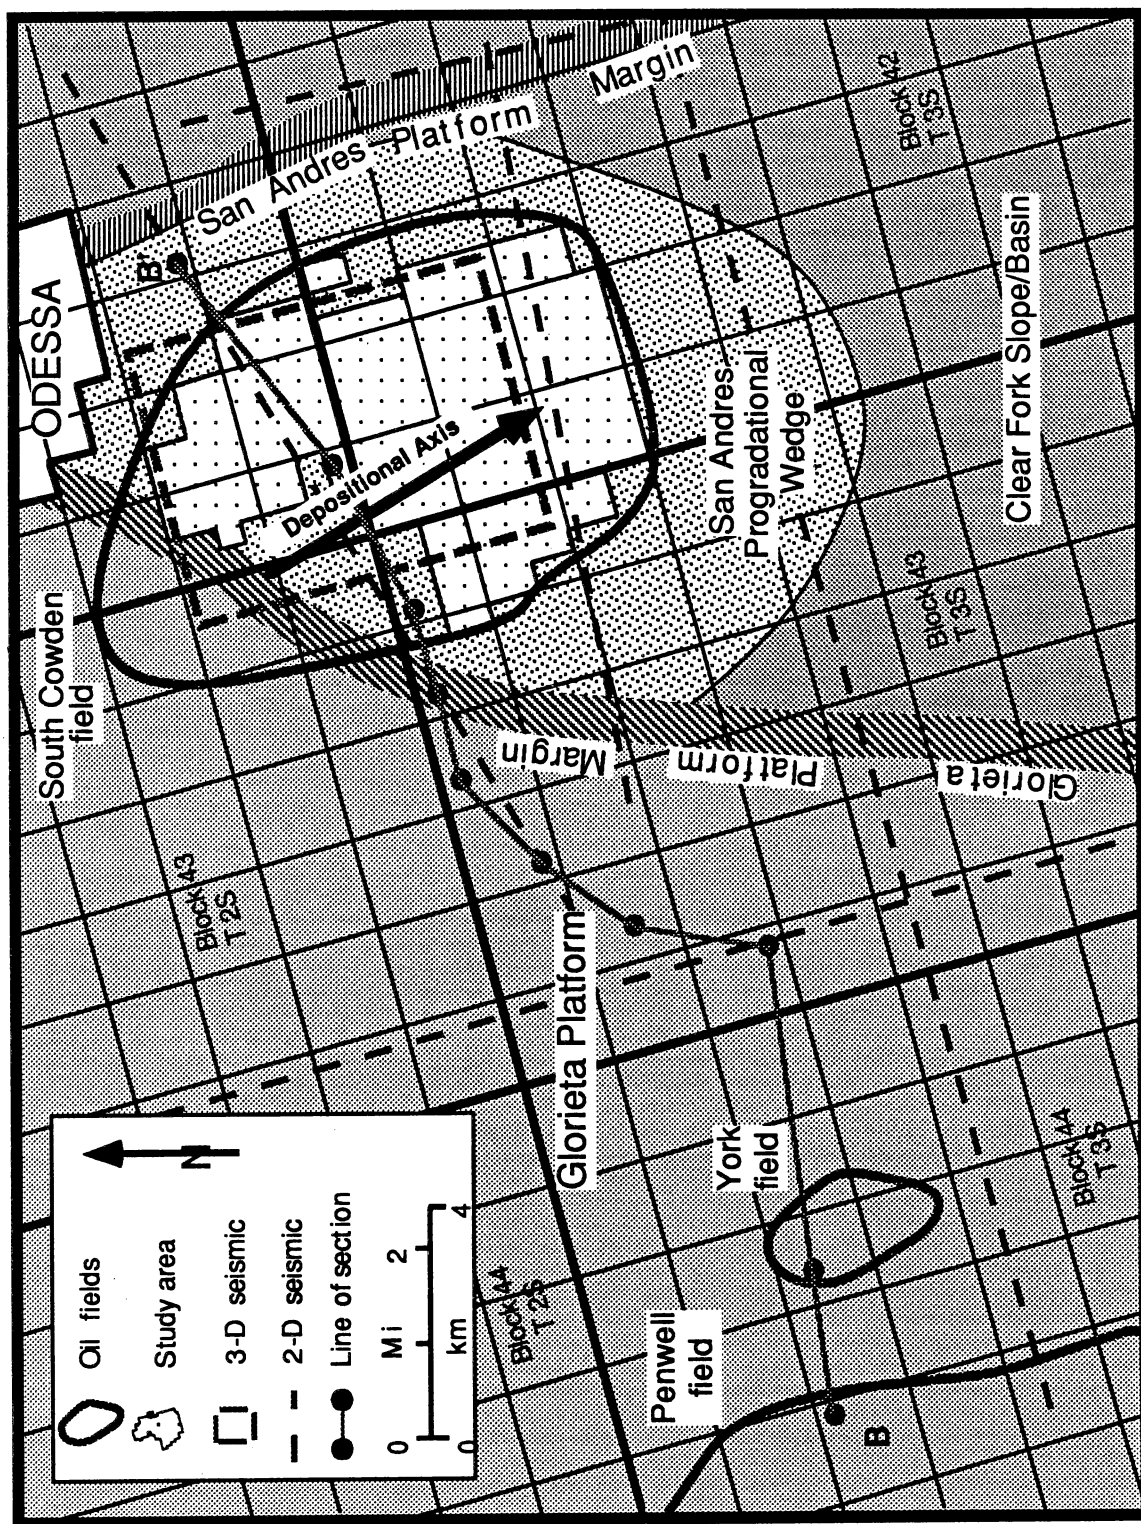 Oil fields
Study area
3-D seismic
2-D seismic
Line of section
N
0 Mi 2
0 km 4
South Cowden
field
ODESSA
B'
San Andres Platform
Margin
Depositional Axis
Block 43
T 2S
Block 44
T 2S
Glorieta Platform
Margin
Platform
Glorieta
San Andres
Progradational
Wedge
Block 42
T 3S
Block 43
T 3S
Clear Fork Slope/Basin
York
field
Penwell
field
B
Block 44
T 3S